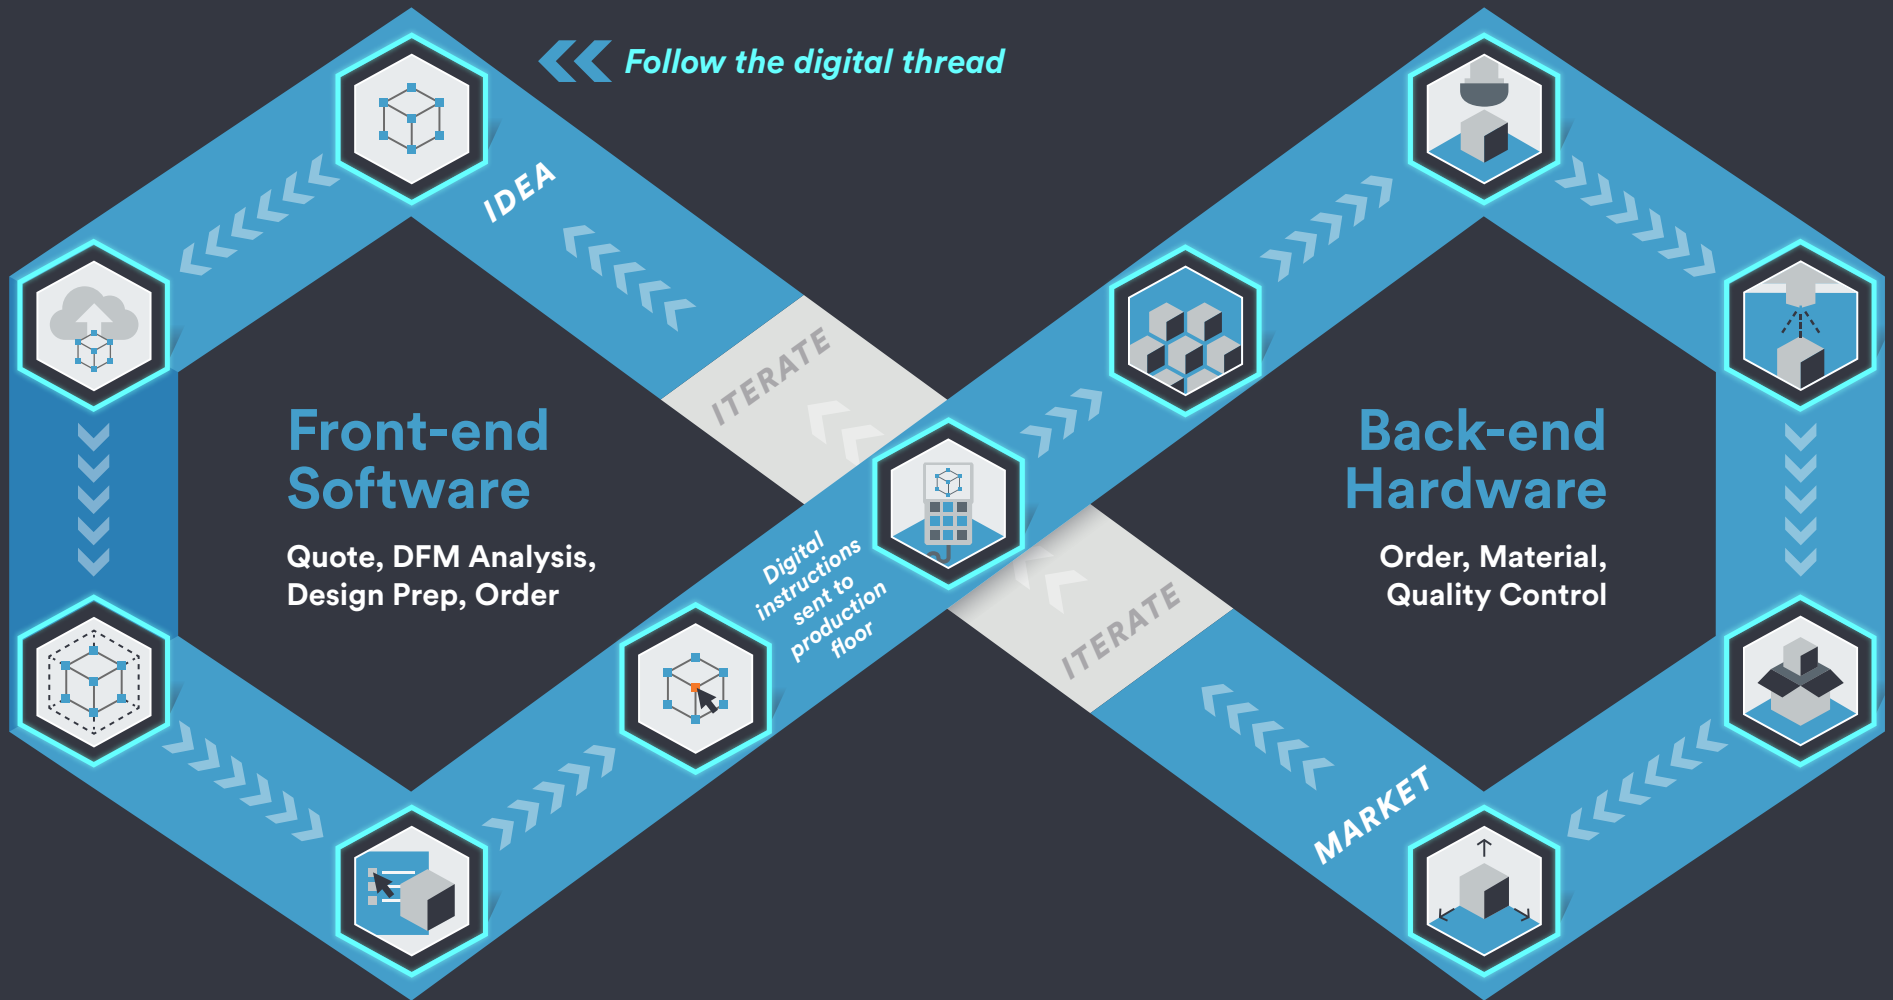 Follow the digital thread
IDEA
ITERATE
Front-end
Software
Quote, DFM Analysis,
Design Prep, Order
Digital
instructions
sent to
production
floor
Back-end
Hardware
Order, Material,
Quality Control
ITERATE
MARKET